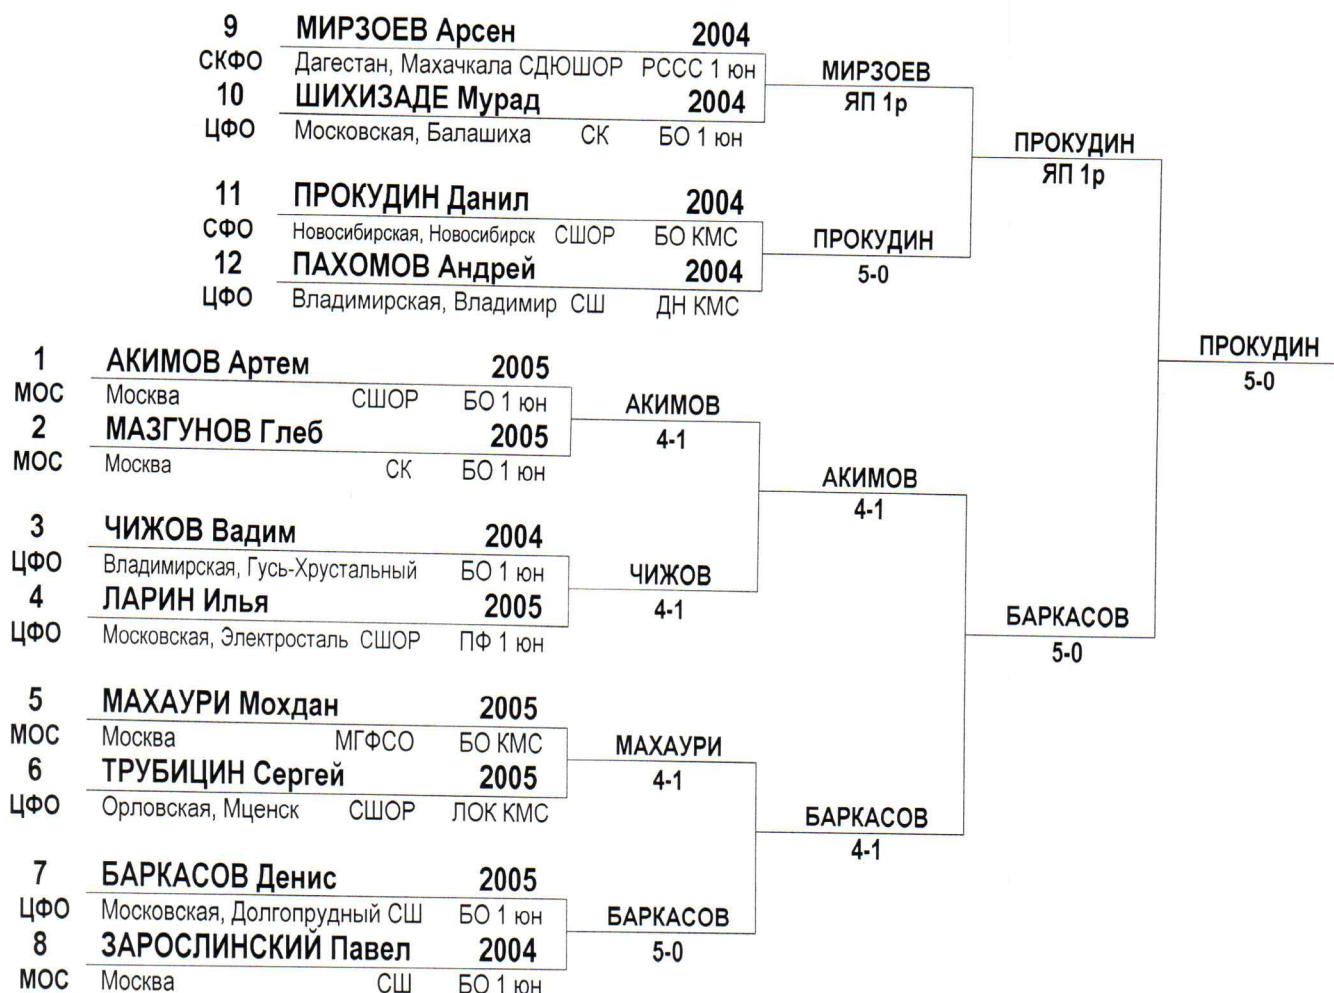 9 МИРЗОЕВ Арсен 2004
СКФО Дагестан, Махачкала СДЮШОР РССС 1 юн
МИРЗОЕВ
10 ШИХИЗАДЕ Мурад 2004
ЯП 1р
ЦФО Московская, Балашиха СК БО 1 юн
ПРОКУДИН
ЯП 1р
11 ПРОКУДИН Данил 2004
СФО Новосибирская, Новосибирск СШОР БО КМС
ПРОКУДИН
12 ПАХОМОВ Андрей 2004
5-0
ЦФО Владимирская, Владимир СШ ДН КМС
ПРОКУДИН
5-0
1 АКИМОВ Артем 2005
МОС Москва СШОР БО 1 юн
АКИМОВ
2 МАЗГУНОВ Глеб 2005
4-1
МОС Москва СК БО 1 юн
АКИМОВ
4-1
3 ЧИЖОВ Вадим 2004
ЦФО Владимирская, Гусь-Хрустальный БО 1 юн
ЧИЖОВ
4 ЛАРИН Илья 2005
4-1
ЦФО Московская, Электросталь СШОР ПФ 1 юн
БАРКАСОВ
5-0
5 МАХАУРИ Мохдан 2005
МОС Москва МГФСО БО КМС
МАХАУРИ
6 ТРУБИЦИН Сергей 2005
4-1
ЦФО Орловская, Мценск СШОР ЛОК КМС
БАРКАСОВ
4-1
7 БАРКАСОВ Денис 2005
ЦФО Московская, Долгопрудный СШ БО 1 юн
БАРКАСОВ
8 ЗАРОСЛИНСКИЙ Павел 2004
5-0
МОС Москва СШ БО 1 юн